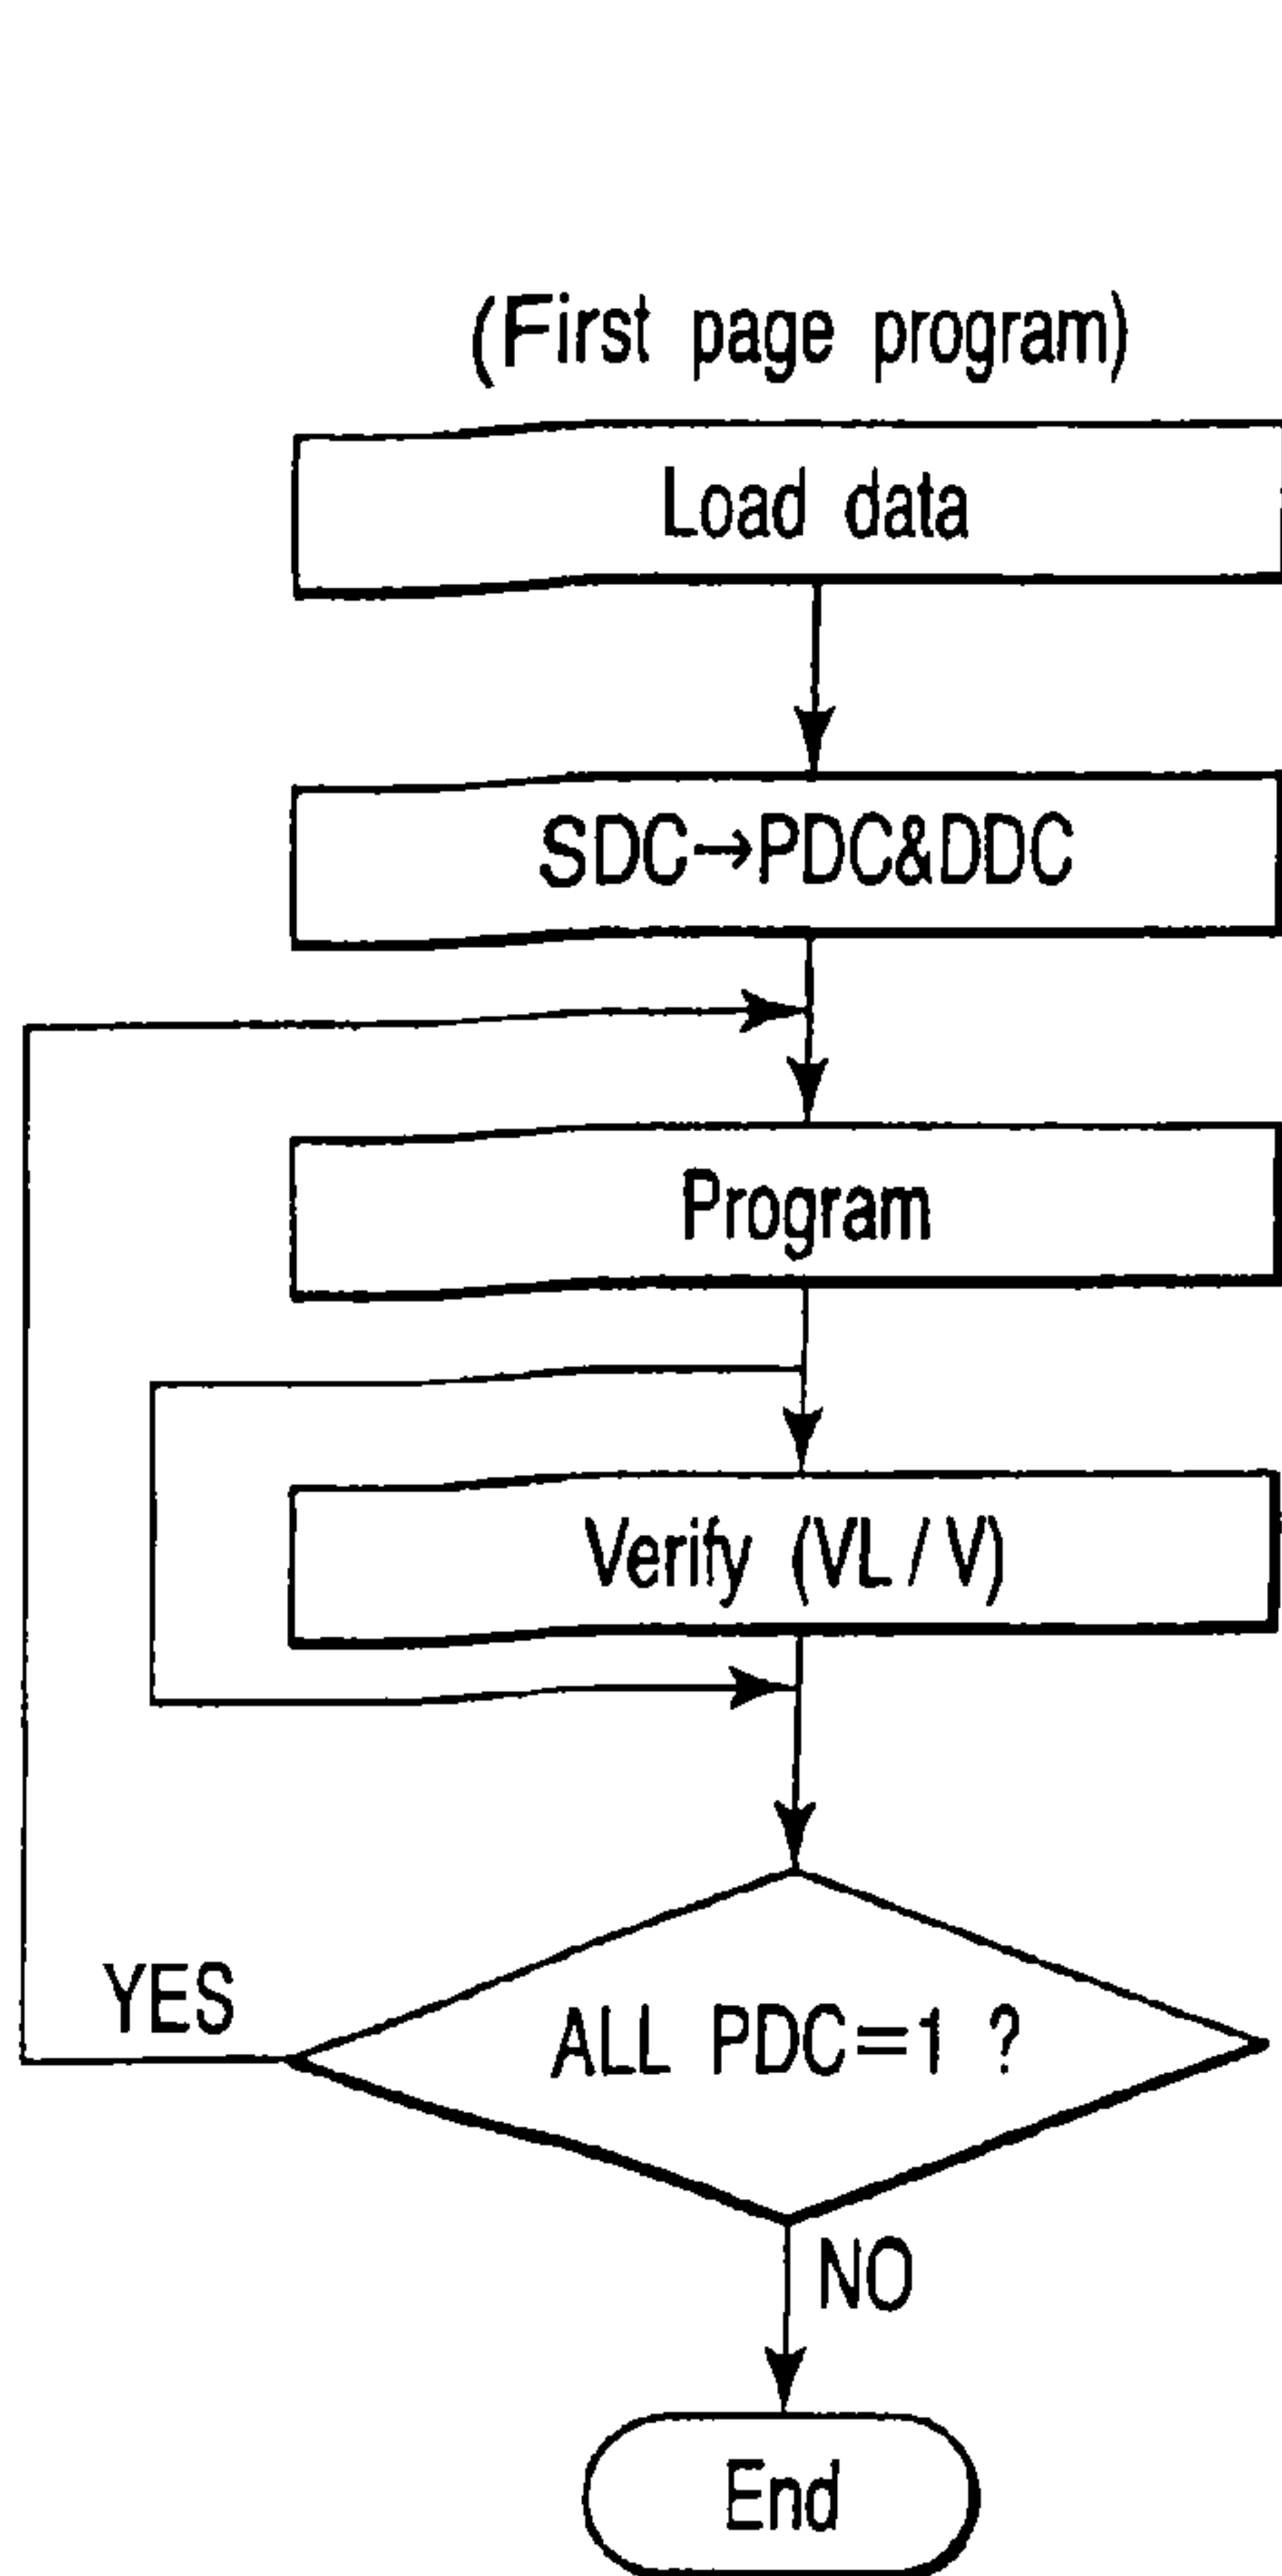 (First page program)
Load data
SDC→PDC&DDC
Program
Verify (VL / V)
YES
ALL PDC=1 ?
NO
End